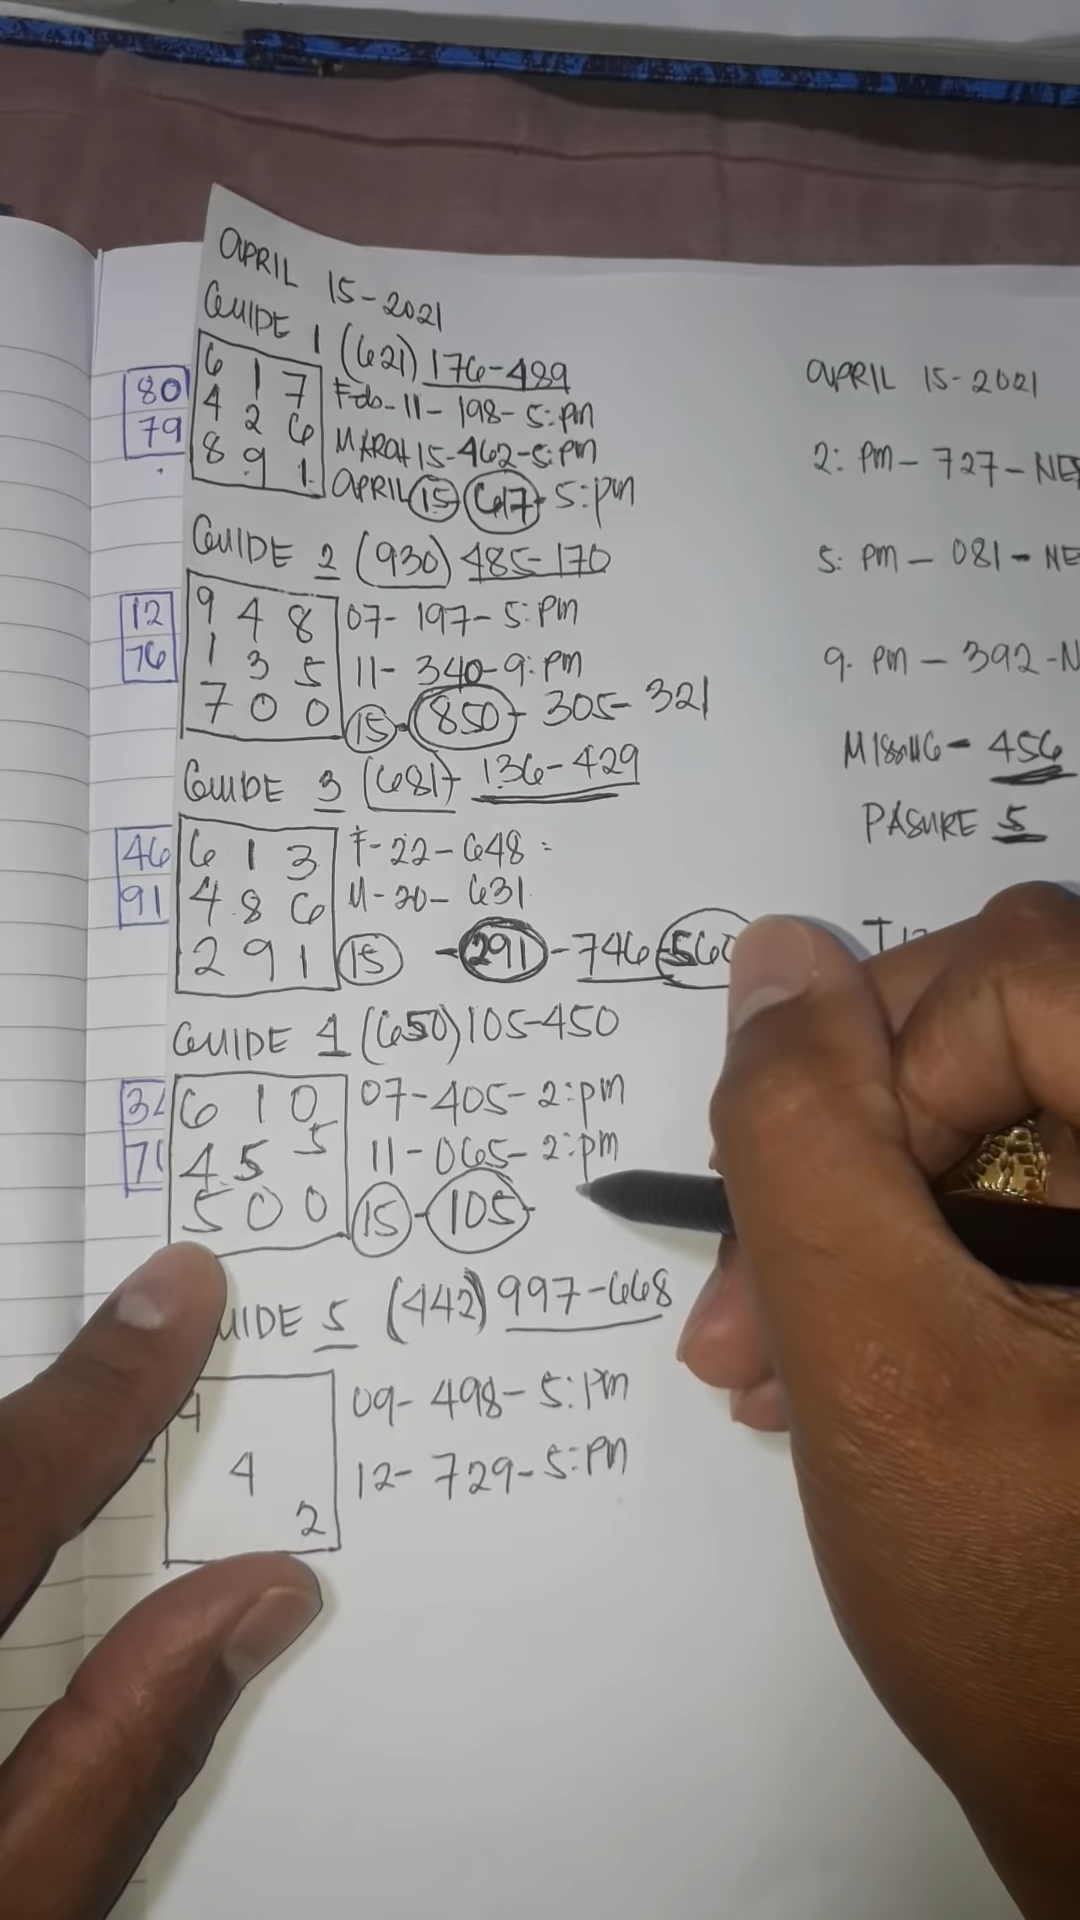 APRIL 15-2021
GUIDE 1 (621) 176-489
6 1 7
4 2 6
8 9 1
Feb-11-198-5:pm
MARCH 15-462-5:pm
APRIL 15 617-5:pm
80
79
GUIDE 2 (930) 485-170
9 4 8
1 3 5
7 0 0
07-197-5:pm
11-340-9:pm
15-850-305-321
12
76
GUIDE 3 (681)-136-429
6 1 3
4 8 6
2 9 1
F-22-648-
M-20-631
15-291-746-560
46
91
GUIDE 4 (650) 105-450
6 1 0
4 5 5
5 0 0
07-405-2:pm
11-065-2:pm
15-105-
UIDE 5 (442) 997-668
4
4
2
09-498-5:pm
12-729-5:pm
APRIL 15-2021
2:pm-727-
5:pm-081-
9.pm-392-
456
PASURE 5